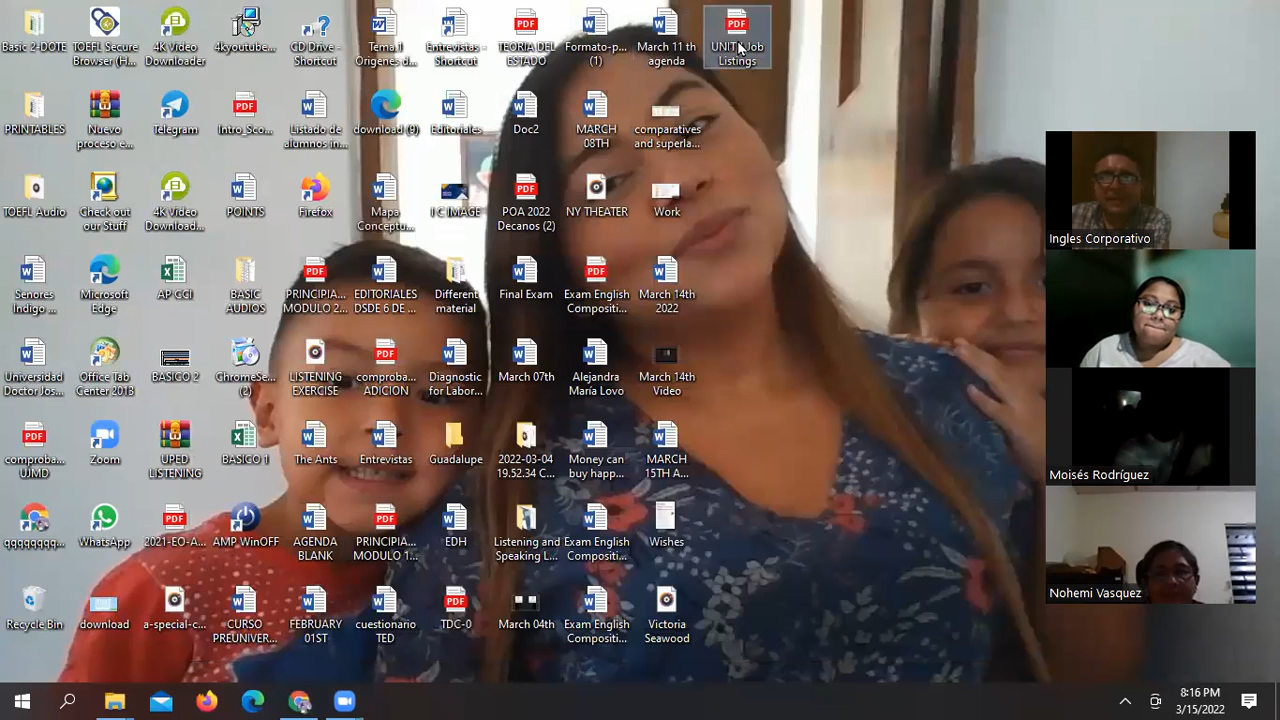 Basic 2-DOTE
TOEFL Secure
Browser (H...
4K Video
Downloader
4kyoutube...
CD Drive -
Shortcut
Tema 1
Origenes d...
Entrevistas -
Shortcut
TEORIA DEL
ESTADO
Formato-p...
(1)
March 11 th
agenda
Job
Listings
PRINTABLES
Nuevo
proceso e...
Telegram
Intro_Sco...
Listado de
alumnos in...
download (9)
Editoriales
Doc2
MARCH
08TH
comparatives
and superla...
TOEFL Audio
Check out
our Stuff
4K Video
Download...
POINTS
Firefox
Mapa
Conceptu...
I C IMAGE
POA 2022
Decanos (2)
NY THEATER
Work
Senores
Indigo
Microsoft
Edge
AP CCI
BASIC
AUDIOS
PRINCIPIA...
MODULO 2...
EDITORIALES
DSDE 6 DE ...
Different
material
Final Exam
Exam English
Compositi...
March 14th
2022
Universidad
Doctor Jos...
Office Tab
Center 2013
BASICO 2
ChromeSe...
(2)
LISTENING
EXERCISE
comproba...
ADICION
Diagnostic
for Labor...
March 07th
Alejandra
María Lovo
March 14th
Video
comproba...
UJMD
Zoom
UPED
LISTENING
BASICO 1
The Ants
Entrevistas
Guadalupe
2022-03-04
19.52.34 C...
Money can
buy happ...
MARCH
15TH A...
qqqqqqq...
WhatsApp
2021-EO-A...
AMP WinOFF
AGENDA
BLANK
PRINCIPIA...
MODULO 1...
EDH
Listening and
Speaking L...
Exam English
Compositi...
Wishes
Recycle Bin
download
a-special-c...
CURSO
PREUNIVER...
FEBRUARY
01ST
cuestionario
TED
TDC-0
March 04th
Exam English
Compositi...
Victoria
Seawood
Ingles Corporativo
Moisés Rodríguez
Nohemi Vasquez
8:16 PM
3/15/2022